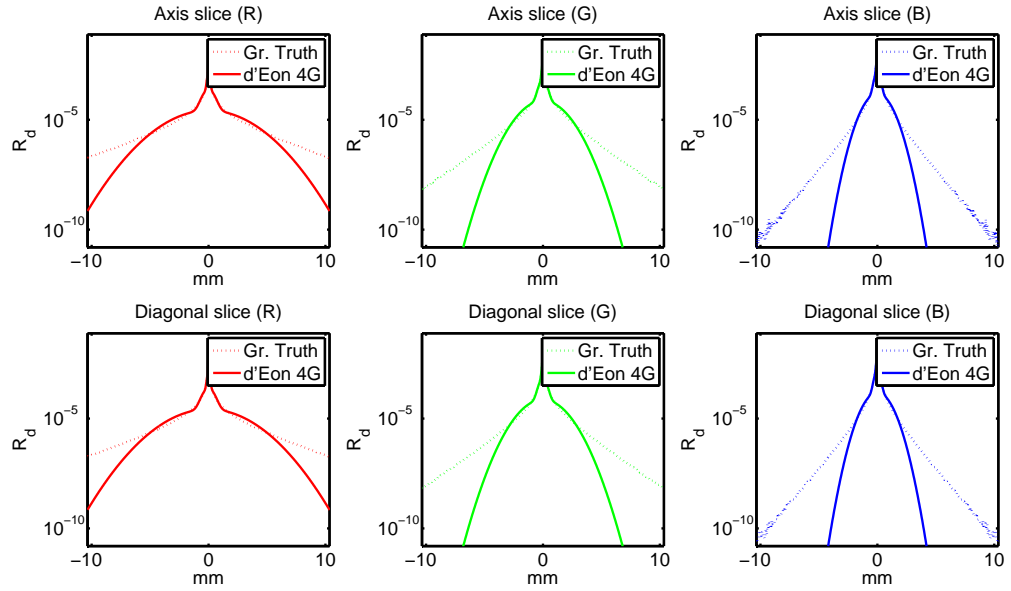 Axis slice (R)
Axis slice (G)
Axis slice (B)
Gr. Truth
d'Eon 4G
Gr. Truth
d'Eon 4G
Gr. Truth
d'Eon 4G
R_d
10^−5
10^−10
−10 0 10
mm
R_d
10^−5
10^−10
−10 0 10
mm
R_d
10^−5
10^−10
−10 0 10
mm
Diagonal slice (R)
Diagonal slice (G)
Diagonal slice (B)
Gr. Truth
d'Eon 4G
Gr. Truth
d'Eon 4G
Gr. Truth
d'Eon 4G
R_d
10^−5
10^−10
−10 0 10
mm
R_d
10^−5
10^−10
−10 0 10
mm
R_d
10^−5
10^−10
−10 0 10
mm